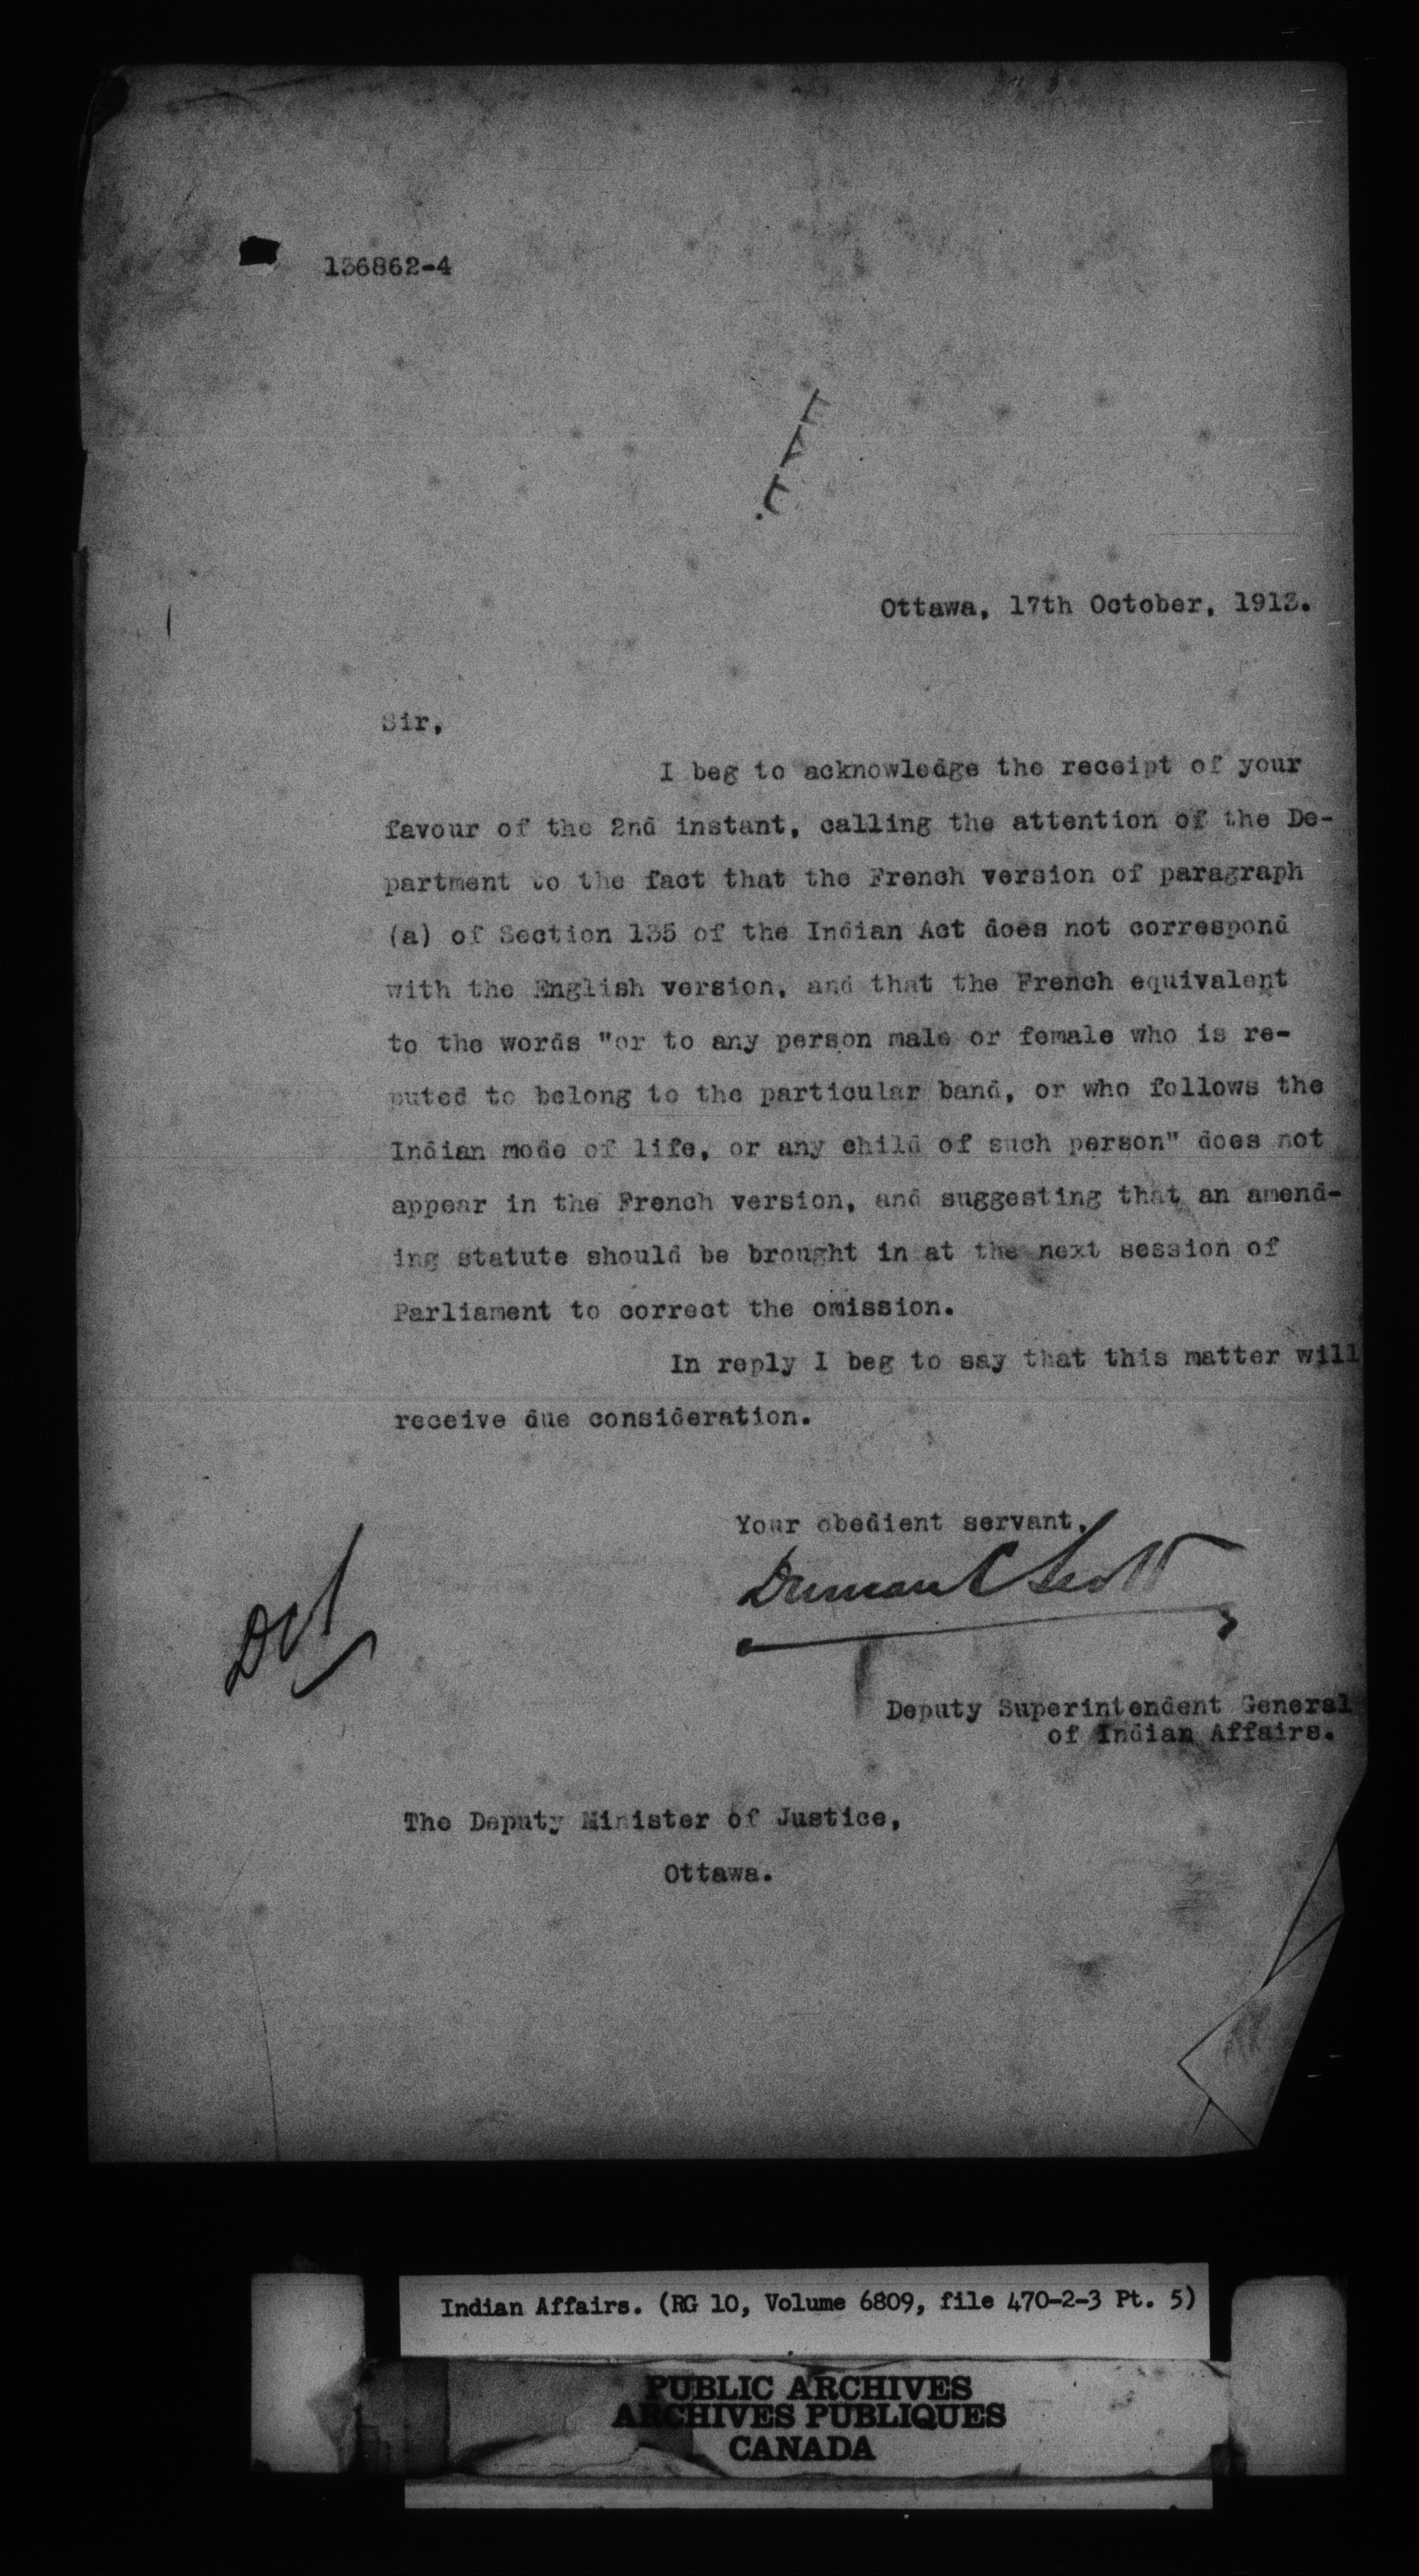 136862-4
Ottawa, 17th October, 1913.
Sir,
I beg to acknowledge the receipt of your
favour of the 2nd instant, calling the attention of the De-
partment to the fact that the French version of paragraph
(a) of Section 135 of the Indian Act does not correspond
with the English version, and that the French equivalent
to the words "or to any person male or female who is re-
puted to belong to the particular band, or who follows the
Indian mode of life, or any child of such person" does not
appear in the French version, and suggesting that an amend-
ing statute should be brought in at the next session of
Parliament to correct the omission.
In reply I beg to say that this matter will
receive due consideration.
Your obedient servant,
Duncan C Scott
Deputy Superintendent General
of Indian Affairs.
The Deputy Minister of Justice,
Ottawa.
Indian Affairs. (RG 10, Volume 6809, file 470-2-3 Pt. 5)
PUBLIC ARCHIVES
ARCHIVES PUBLIQUES
CANADA